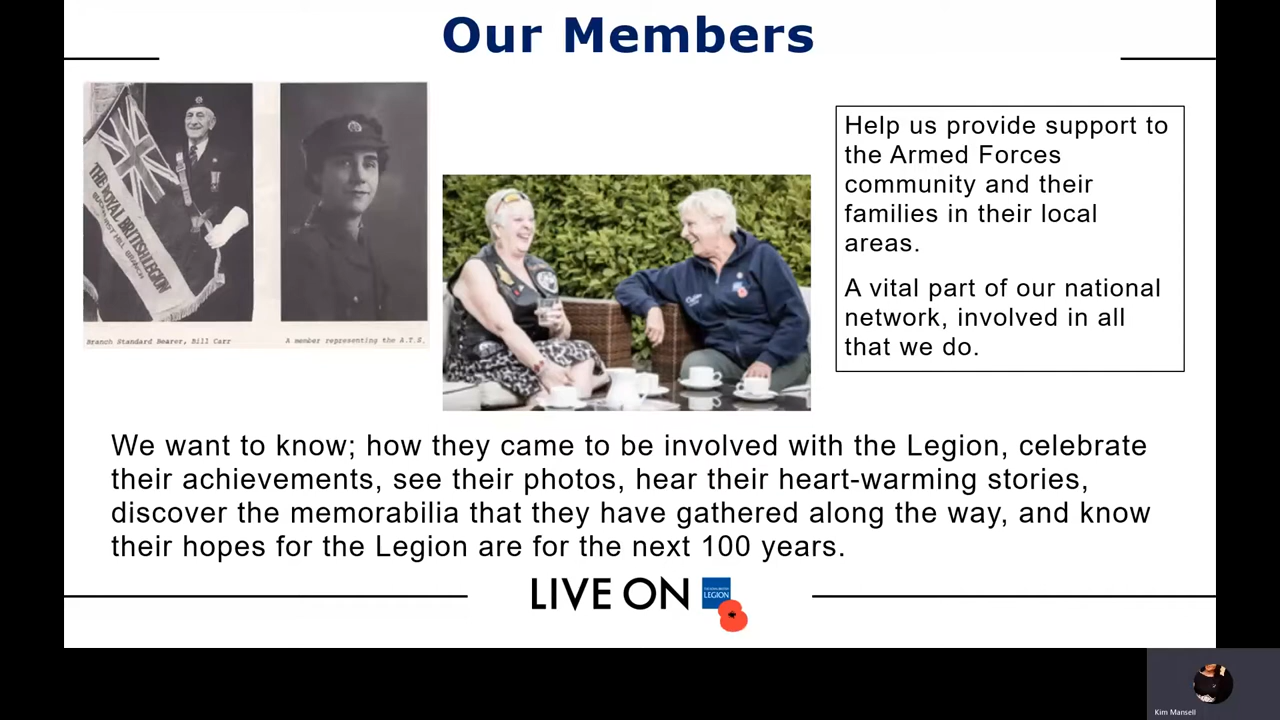 Our Members
THE ROYAL BRITISH LEGION
BUCKHURST HILL BRANCH
Branch Standard Bearer, Bill Carr
A member representing the A.T.S.
Help us provide support to
the Armed Forces
community and their
families in their local
areas.
A vital part of our national
network, involved in all
that we do.
We want to know; how they came to be involved with the Legion, celebrate
their achievements, see their photos, hear their heart-warming stories,
discover the memorabilia that they have gathered along the way, and know
their hopes for the Legion are for the next 100 years.
LIVE ON
LEGION
Kim Mansell